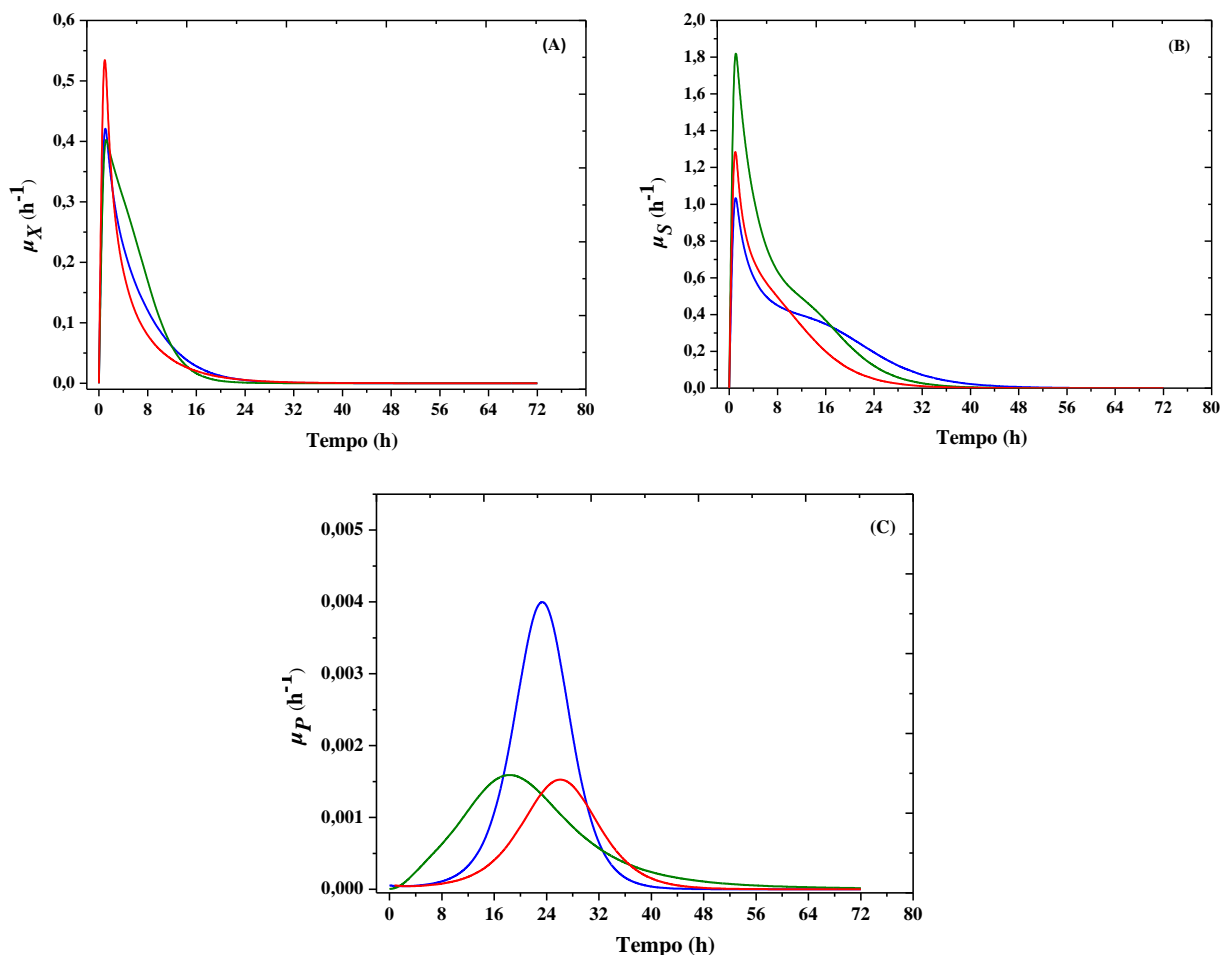 (A)
0,6
0,5
0,4
0,3
0,2
0,1
0,0
μX (h-1)
0 8 16 24 32 40 48 56 64 72 80
Tempo (h)
(B)
2,0
1,8
1,6
1,4
1,2
1,0
0,8
0,6
0,4
0,2
0,0
μS (h-1)
0 8 16 24 32 40 48 56 64 72 80
Tempo (h)
(C)
0,005
0,004
0,003
0,002
0,001
0,000
μP (h-1)
0 8 16 24 32 40 48 56 64 72 80
Tempo (h)